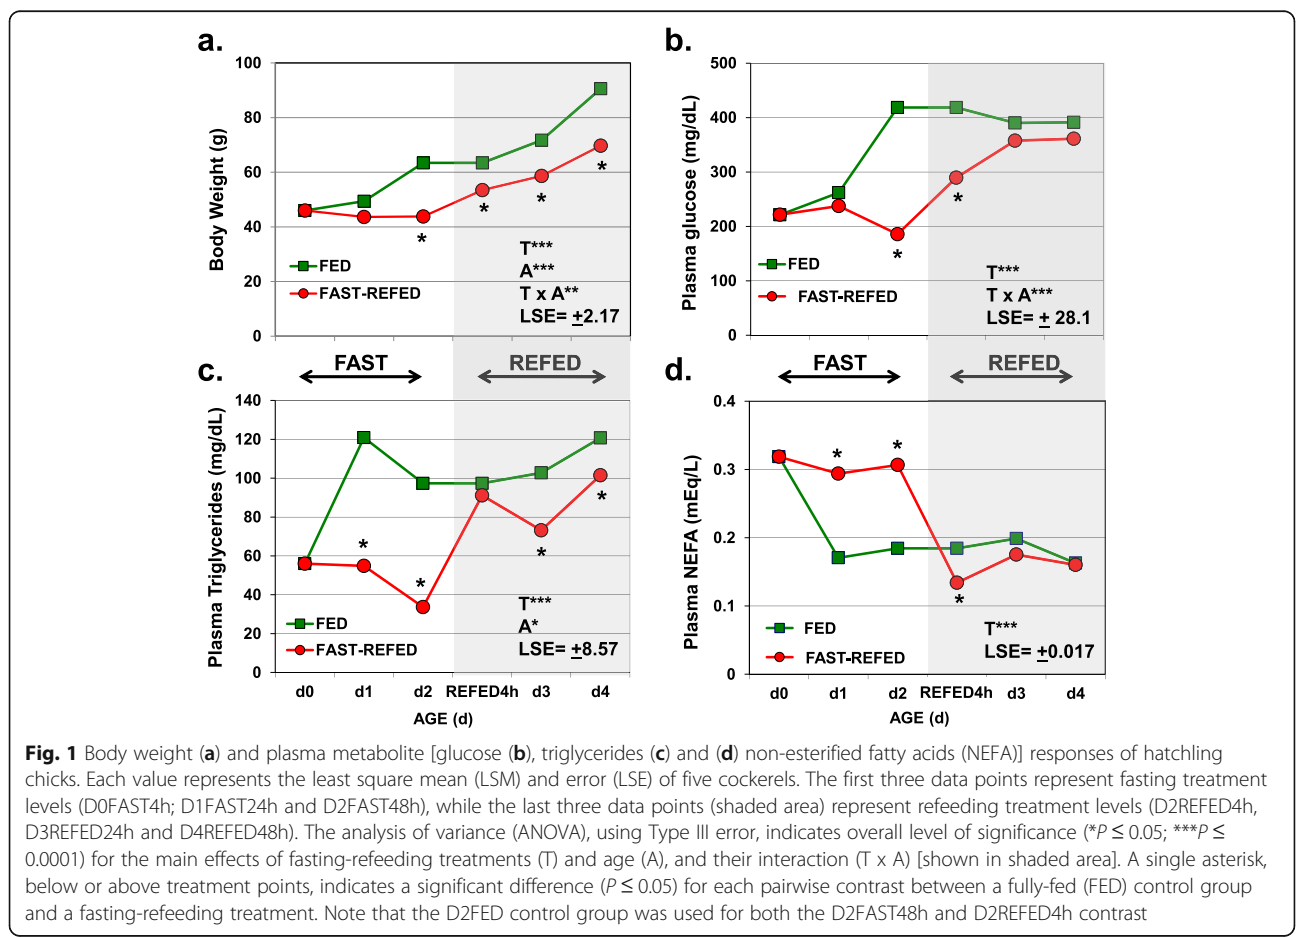 a.
Body Weight (g)
100
80
60
40
20
0
FED
FAST-REFED
*
*
*
*
T***
A***
T x A**
LSE= ±2.17
b.
Plasma glucose (mg/dL)
500
400
300
200
100
0
FED
FAST-REFED
*
*
T***
T x A***
LSE= ± 28.1
FAST
REFED
FAST
REFED
c.
Plasma Triglycerides (mg/dL)
140
120
100
80
60
40
20
0
FED
FAST-REFED
*
*
*
*
T***
A*
LSE= ±8.57
d0 d1 d2 REFED4h d3 d4
AGE (d)
d.
Plasma NEFA (mEq/L)
0.4
0.3
0.2
0.1
0
FED
FAST-REFED
*
*
*
T***
LSE= ±0.017
d0 d1 d2 REFED4h d3 d4
AGE (d)
Fig. 1 Body weight (a) and plasma metabolite [glucose (b), triglycerides (c) and (d) non-esterified fatty acids (NEFA)] responses of hatchling
chicks. Each value represents the least square mean (LSM) and error (LSE) of five cockerels. The first three data points represent fasting treatment
levels (D0FAST4h; D1FAST24h and D2FAST48h), while the last three data points (shaded area) represent refeeding treatment levels (D2REFED4h,
D3REFED24h and D4REFED48h). The analysis of variance (ANOVA), using Type III error, indicates overall level of significance (*P ≤ 0.05; ***P ≤
0.0001) for the main effects of fasting-refeeding treatments (T) and age (A), and their interaction (T x A) [shown in shaded area]. A single asterisk,
below or above treatment points, indicates a significant difference (P ≤ 0.05) for each pairwise contrast between a fully-fed (FED) control group
and a fasting-refeeding treatment. Note that the D2FED control group was used for both the D2FAST48h and D2REFED4h contrast